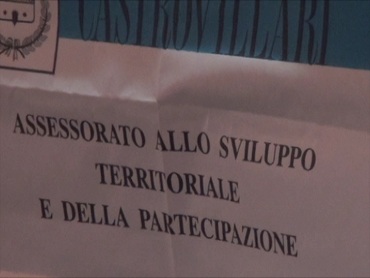 CASTROVILLARI
ASSESSORATO ALLO SVILUPPO
TERRITORIALE
E DELLA PARTECIPAZIONE